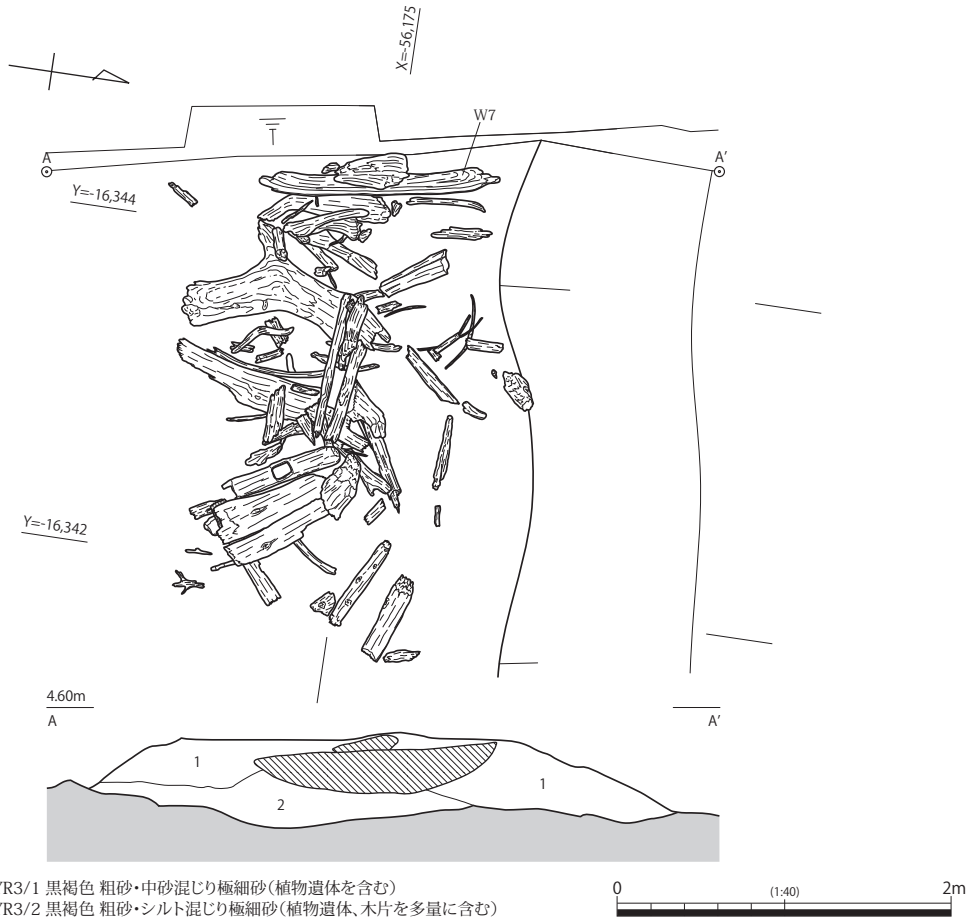 X=-56,175
W7
A
A’
Y=-16,344
Y=-16,342
4.60m
A
A’
1
1
2
YR3/1 黒褐色 粗砂・中砂混じり極細砂（植物遺体を含む）
YR3/2 黒褐色 粗砂・シルト混じり極細砂（植物遺体、木片を多量に含む）
0
(1:40)
2m